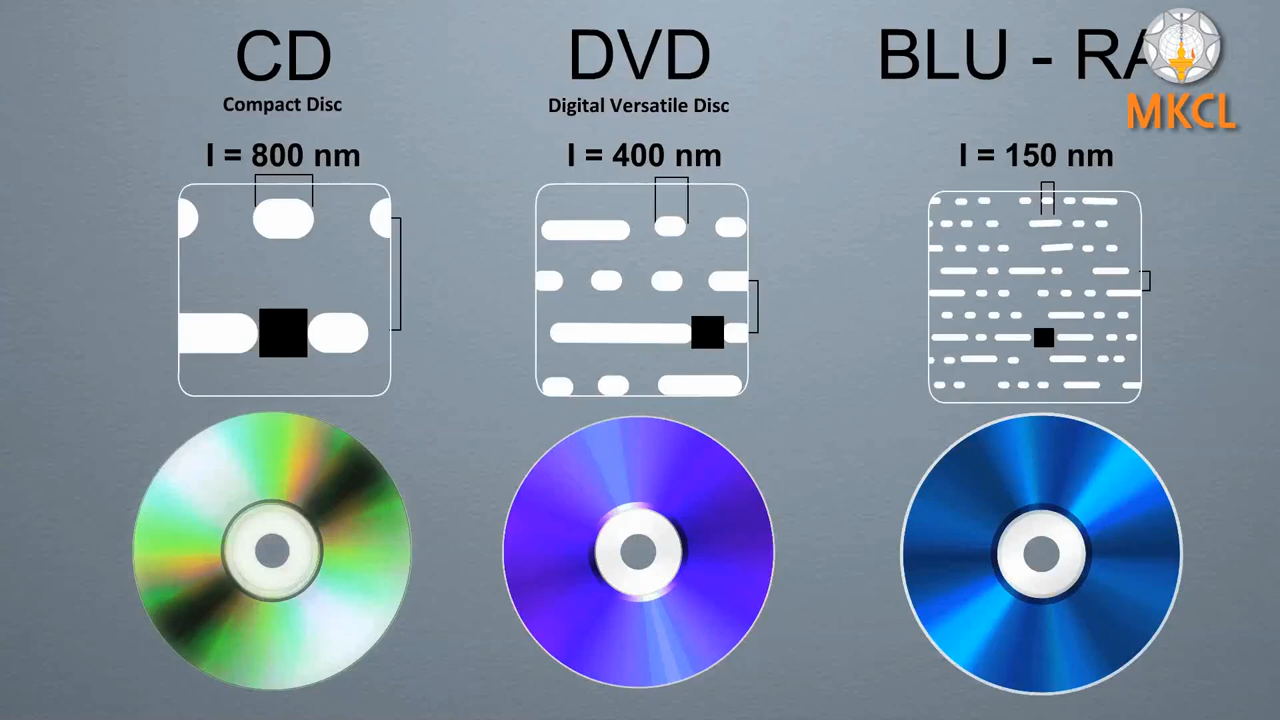 CD
Compact Disc
l = 800 nm
DVD
Digital Versatile Disc
l = 400 nm
BLU - RA
l = 150 nm
MKCL